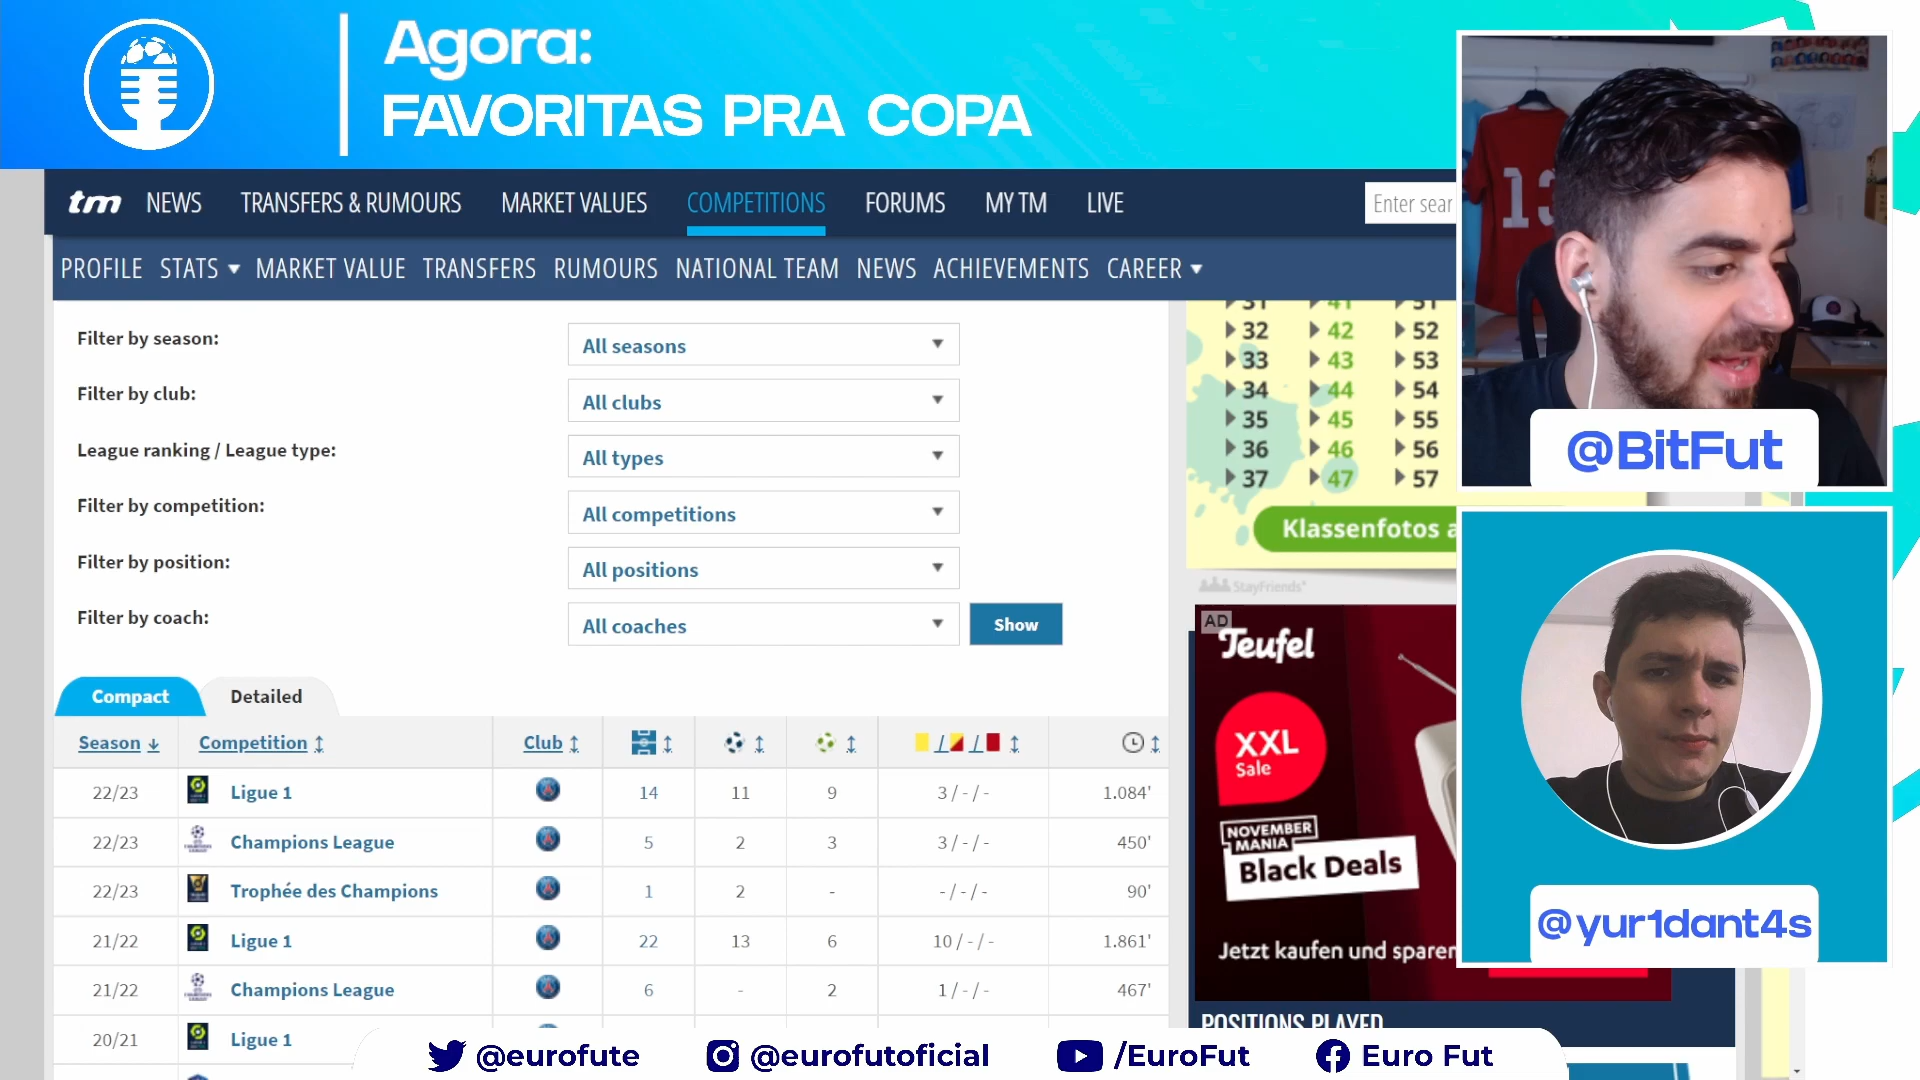 Agora:
FAVORITAS PRA COPA
tm NEWS TRANSFERS & RUMOURS MARKET VALUES COMPETITIONS FORUMS MY TM LIVE
Enter sear
PROFILE STATS MARKET VALUE TRANSFERS RUMOURS NATIONAL TEAM NEWS ACHIEVEMENTS CAREER
Filter by season: All seasons
Filter by club: All clubs
League ranking / League type: All types
Filter by competition: All competitions
Filter by position: All positions
Filter by coach: All coaches Show
Compact Detailed
Season Competition Club
22/23 Ligue 1 14 11 9 3 / - / - 1.084'
22/23 Champions League 5 2 3 3 / - / - 450'
22/23 Trophée des Champions 1 2 - - / - / - 90'
21/22 Ligue 1 22 13 6 10 / - / - 1.861'
21/22 Champions League 6 - 2 1 / - / - 467'
20/21 Ligue 1
31 41 51
32 42 52
33 43 53
34 44 54
35 45 55
36 46 56
37 47 57
Klassenfotos a
StayFriends
AD
Teufel
XXL
Sale
NOVEMBER
MANIA
Black Deals
Jetzt kaufen und sparen
POSITIONS PLAYED
13
@BitFut
@yur1dant4s
@eurofute @eurofutoficial /EuroFut Euro Fut